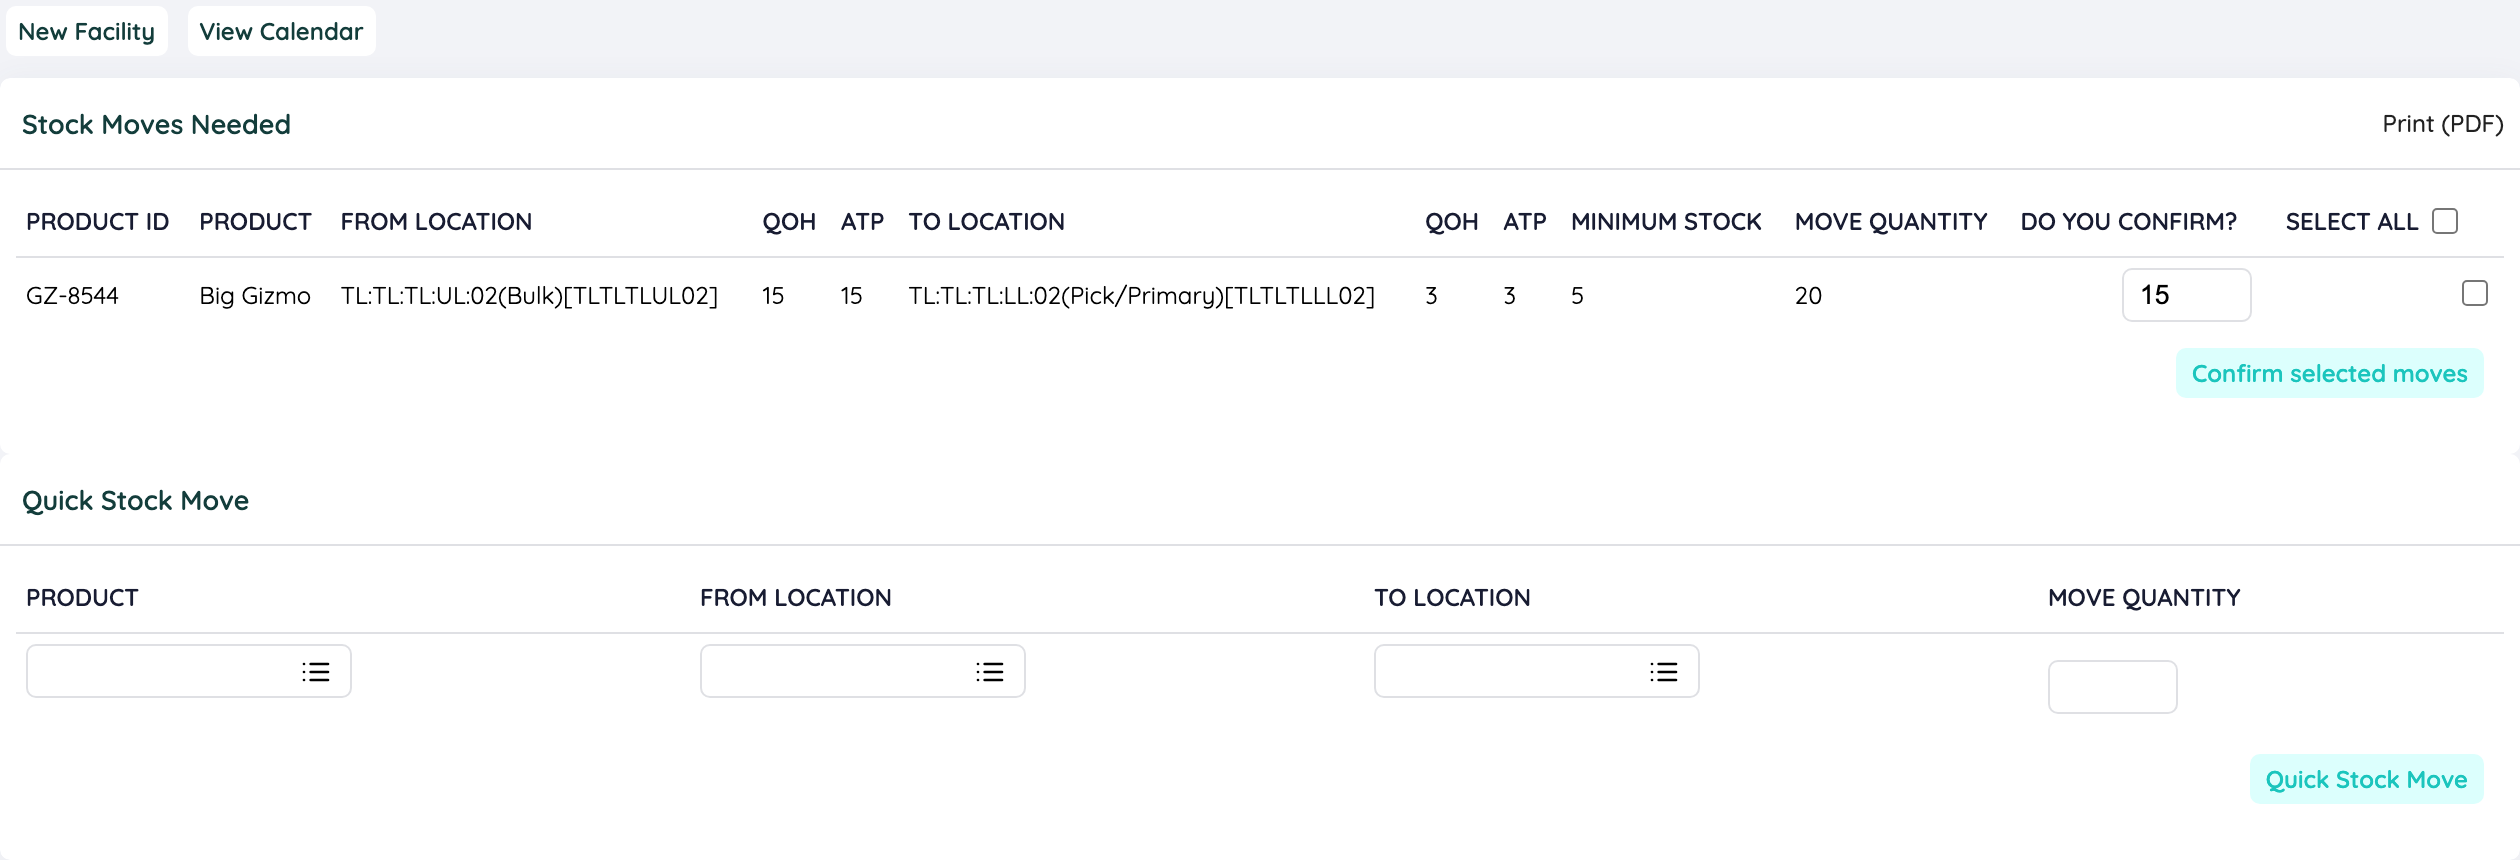 New Facility View Calendar
Stock Moves Needed Print (PDF)
PRODUCT ID PRODUCT FROM LOCATION QOH ATP TO LOCATION QOH ATP MINIMUM STOCK MOVE QUANTITY DO YOU CONFIRM? SELECT ALL
GZ-8544 Big Gizmo TL:TL:TL:UL:02(Bulk)[TLTLTLUL02] 15 15 TL:TL:TL:LL:02(Pick/Primary)[TLTLTLLL02] 3 3 5 20 15
Confirm selected moves
Quick Stock Move
PRODUCT FROM LOCATION TO LOCATION MOVE QUANTITY
Quick Stock Move